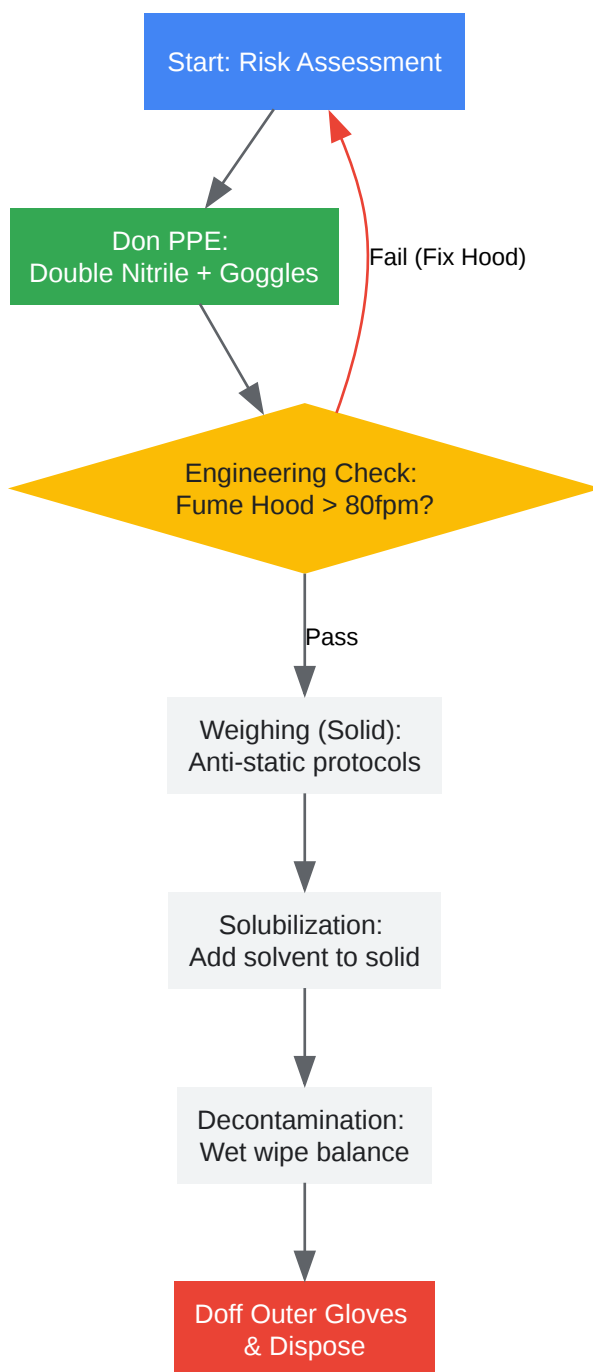 Start: Risk Assessment
Don PPE:
Double Nitrile + Goggles
Fail (Fix Hood)
Engineering Check:
Fume Hood > 80fpm?
Pass
Weighing (Solid):
Anti-static protocols
Solubilization:
Add solvent to solid
Decontamination:
Wet wipe balance
Doff Outer Gloves
& Dispose